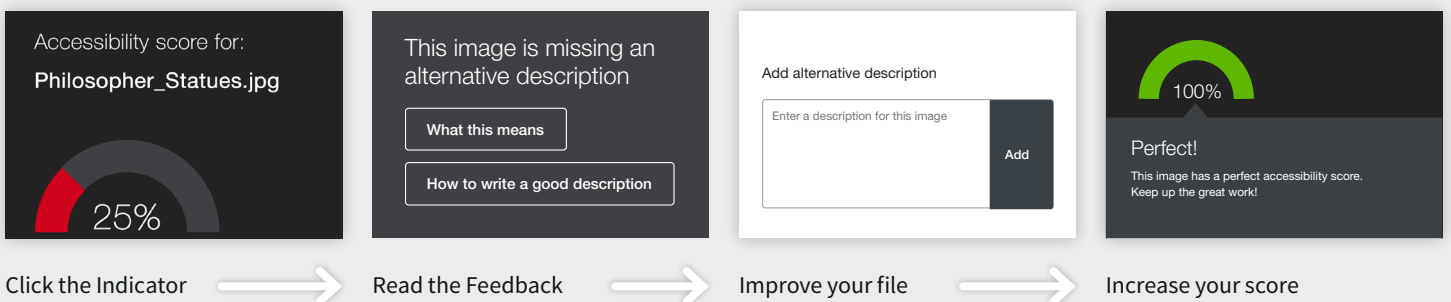 Accessibility score for:
Philosopher_Statues.jpg
25%
Click the Indicator
This image is missing an
alternative description
What this means
How to write a good description
Read the Feedback
Add alternative description
Enter a description for this image
Add
Improve your file
100%
Perfect!
This image has a perfect accessibility score.
Keep up the great work!
Increase your score